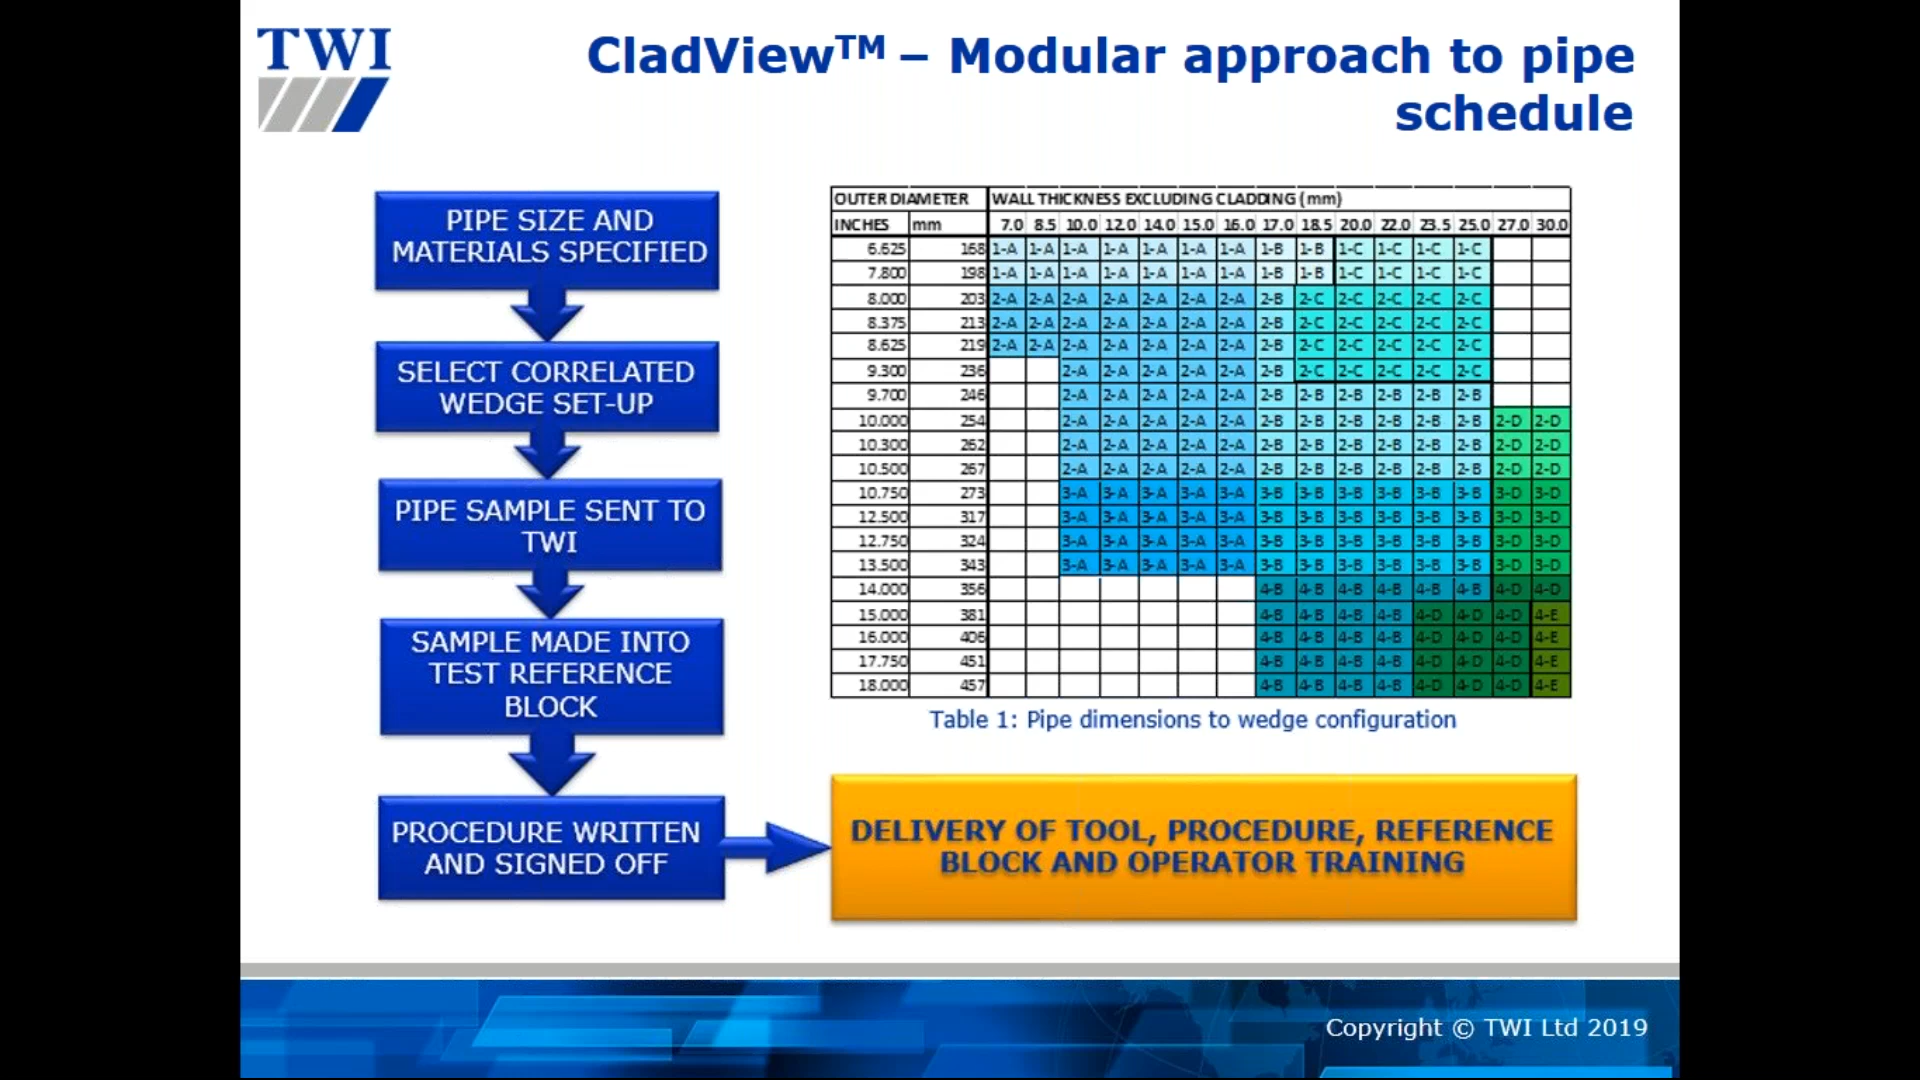 TWI
CladView™ – Modular approach to pipe
schedule
PIPE SIZE AND
MATERIALS SPECIFIED
SELECT CORRELATED
WEDGE SET-UP
PIPE SAMPLE SENT TO
TWI
SAMPLE MADE INTO
TEST REFERENCE
BLOCK
PROCEDURE WRITTEN
AND SIGNED OFF
OUTER DIAMETER WALL THICKNESS EXCLUDING CLADDING (mm)
INCHES mm 7.0 8.5 10.0 12.0 14.0 15.0 16.0 17.0 18.5 20.0 22.0 23.5 25.0 27.0 30.0
6.625 168 1-A 1-A 1-A 1-A 1-A 1-A 1-A 1-B 1-B 1-C 1-C 1-C 1-C
7.800 198 1-A 1-A 1-A 1-A 1-A 1-A 1-A 1-B 1-B 1-C 1-C 1-C 1-C
8.000 203 2-A 2-A 2-A 2-A 2-A 2-A 2-A 2-B 2-C 2-C 2-C 2-C 2-C
8.375 213 2-A 2-A 2-A 2-A 2-A 2-A 2-A 2-B 2-C 2-C 2-C 2-C 2-C
8.625 219 2-A 2-A 2-A 2-A 2-A 2-A 2-A 2-B 2-C 2-C 2-C 2-C 2-C
9.300 236 2-A 2-A 2-A 2-A 2-A 2-B 2-C 2-C 2-C 2-C 2-C
9.700 246 2-A 2-A 2-A 2-A 2-A 2-B 2-B 2-B 2-B 2-B 2-B
10.000 254 2-A 2-A 2-A 2-A 2-A 2-B 2-B 2-B 2-B 2-B 2-B 2-D 2-D
10.300 262 2-A 2-A 2-A 2-A 2-A 2-B 2-B 2-B 2-B 2-B 2-B 2-D 2-D
10.500 267 2-A 2-A 2-A 2-A 2-A 2-B 2-B 2-B 2-B 2-B 2-B 2-D 2-D
10.750 273 3-A 3-A 3-A 3-A 3-A 3-B 3-B 3-B 3-B 3-B 3-B 3-D 3-D
12.500 317 3-A 3-A 3-A 3-A 3-A 3-B 3-B 3-B 3-B 3-B 3-B 3-D 3-D
12.750 324 3-A 3-A 3-A 3-A 3-A 3-B 3-B 3-B 3-B 3-B 3-B 3-D 3-D
13.500 343 3-A 3-A 3-A 3-A 3-A 3-B 3-B 3-B 3-B 3-B 3-B 3-D 3-D
14.000 356 4-B 4-B 4-B 4-B 4-B 4-B 4-D 4-D
15.000 381 4-B 4-B 4-B 4-B 4-D 4-D 4-D 4-E
16.000 406 4-B 4-B 4-B 4-B 4-D 4-D 4-D 4-E
17.750 451 4-B 4-B 4-B 4-B 4-D 4-D 4-D 4-E
18.000 457 4-B 4-B 4-B 4-B 4-D 4-D 4-D 4-E
Table 1: Pipe dimensions to wedge configuration
DELIVERY OF TOOL, PROCEDURE, REFERENCE
BLOCK AND OPERATOR TRAINING
Copyright © TWI Ltd 2019